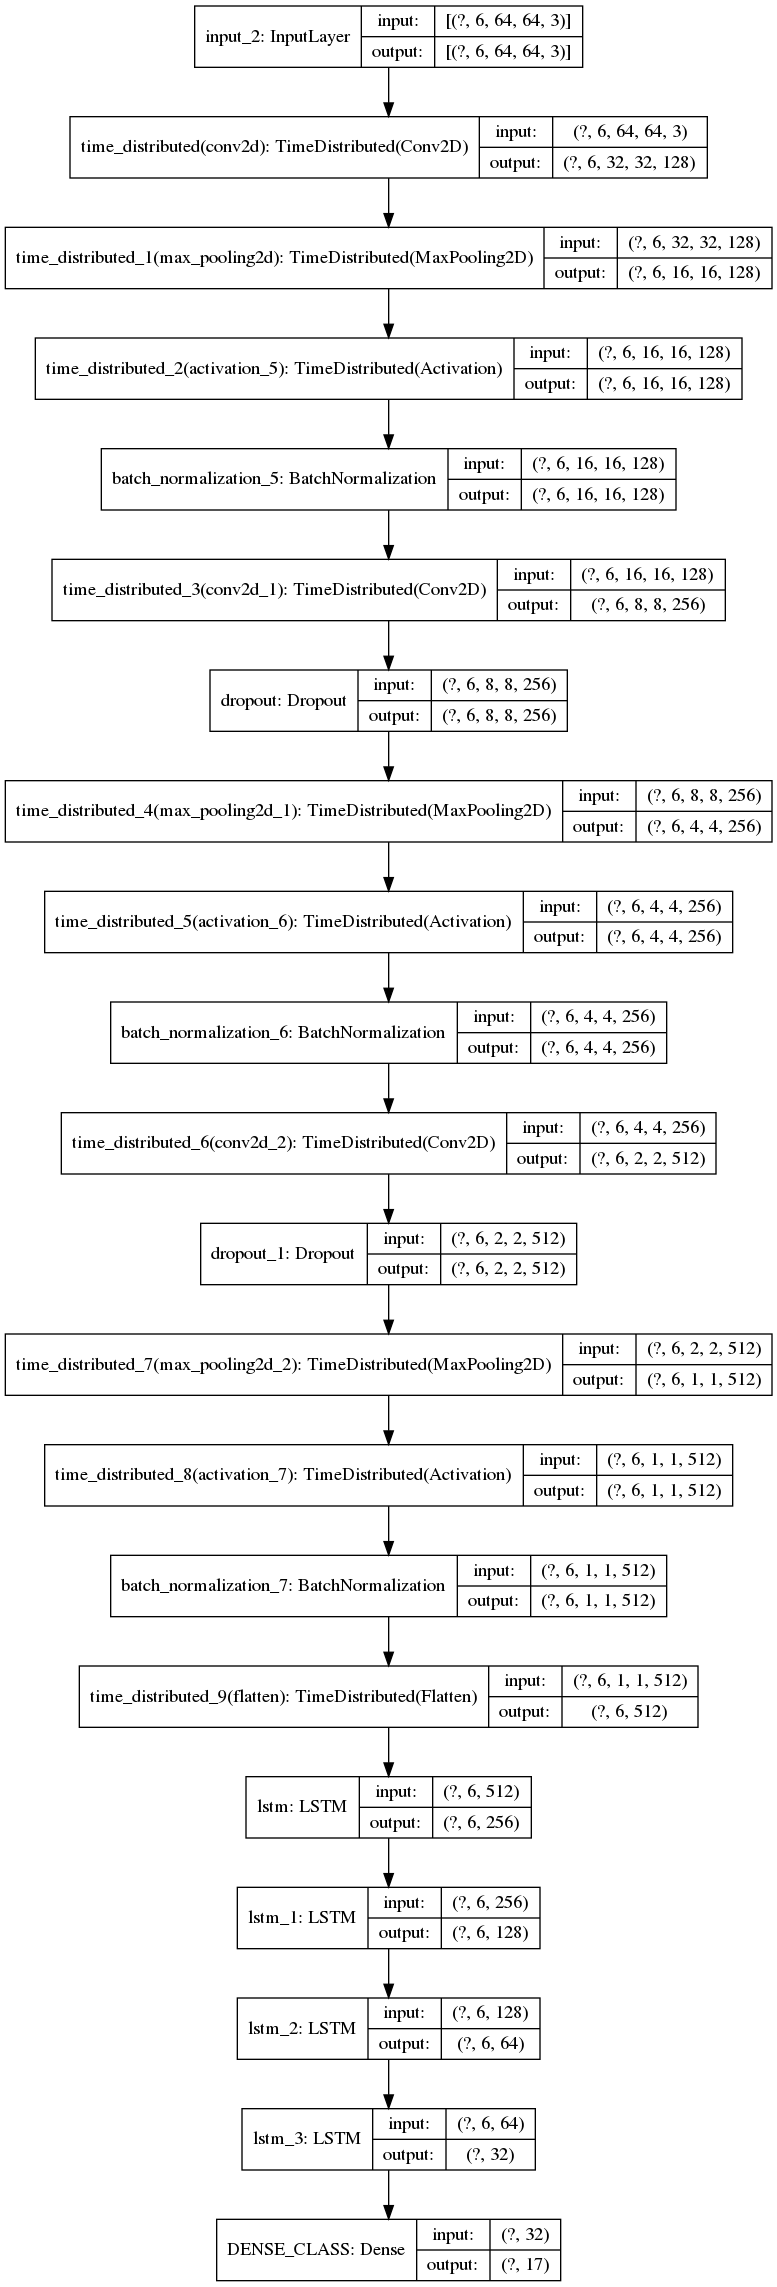 input_2: InputLayer
input: [(?, 6, 64, 64, 3)]
output: [(?, 6, 64, 64, 3)]
time_distributed(conv2d): TimeDistributed(Conv2D)
input: (?, 6, 64, 64, 3)
output: (?, 6, 32, 32, 128)
time_distributed_1(max_pooling2d): TimeDistributed(MaxPooling2D)
input: (?, 6, 32, 32, 128)
output: (?, 6, 16, 16, 128)
time_distributed_2(activation_5): TimeDistributed(Activation)
input: (?, 6, 16, 16, 128)
output: (?, 6, 16, 16, 128)
batch_normalization_5: BatchNormalization
input: (?, 6, 16, 16, 128)
output: (?, 6, 16, 16, 128)
time_distributed_3(conv2d_1): TimeDistributed(Conv2D)
input: (?, 6, 16, 16, 128)
output: (?, 6, 8, 8, 256)
dropout: Dropout
input: (?, 6, 8, 8, 256)
output: (?, 6, 8, 8, 256)
time_distributed_4(max_pooling2d_1): TimeDistributed(MaxPooling2D)
input: (?, 6, 8, 8, 256)
output: (?, 6, 4, 4, 256)
time_distributed_5(activation_6): TimeDistributed(Activation)
input: (?, 6, 4, 4, 256)
output: (?, 6, 4, 4, 256)
batch_normalization_6: BatchNormalization
input: (?, 6, 4, 4, 256)
output: (?, 6, 4, 4, 256)
time_distributed_6(conv2d_2): TimeDistributed(Conv2D)
input: (?, 6, 4, 4, 256)
output: (?, 6, 2, 2, 512)
dropout_1: Dropout
input: (?, 6, 2, 2, 512)
output: (?, 6, 2, 2, 512)
time_distributed_7(max_pooling2d_2): TimeDistributed(MaxPooling2D)
input: (?, 6, 2, 2, 512)
output: (?, 6, 1, 1, 512)
time_distributed_8(activation_7): TimeDistributed(Activation)
input: (?, 6, 1, 1, 512)
output: (?, 6, 1, 1, 512)
batch_normalization_7: BatchNormalization
input: (?, 6, 1, 1, 512)
output: (?, 6, 1, 1, 512)
time_distributed_9(flatten): TimeDistributed(Flatten)
input: (?, 6, 1, 1, 512)
output: (?, 6, 512)
lstm: LSTM
input: (?, 6, 512)
output: (?, 6, 256)
lstm_1: LSTM
input: (?, 6, 256)
output: (?, 6, 128)
lstm_2: LSTM
input: (?, 6, 128)
output: (?, 6, 64)
lstm_3: LSTM
input: (?, 6, 64)
output: (?, 32)
DENSE_CLASS: Dense
input: (?, 32)
output: (?, 17)